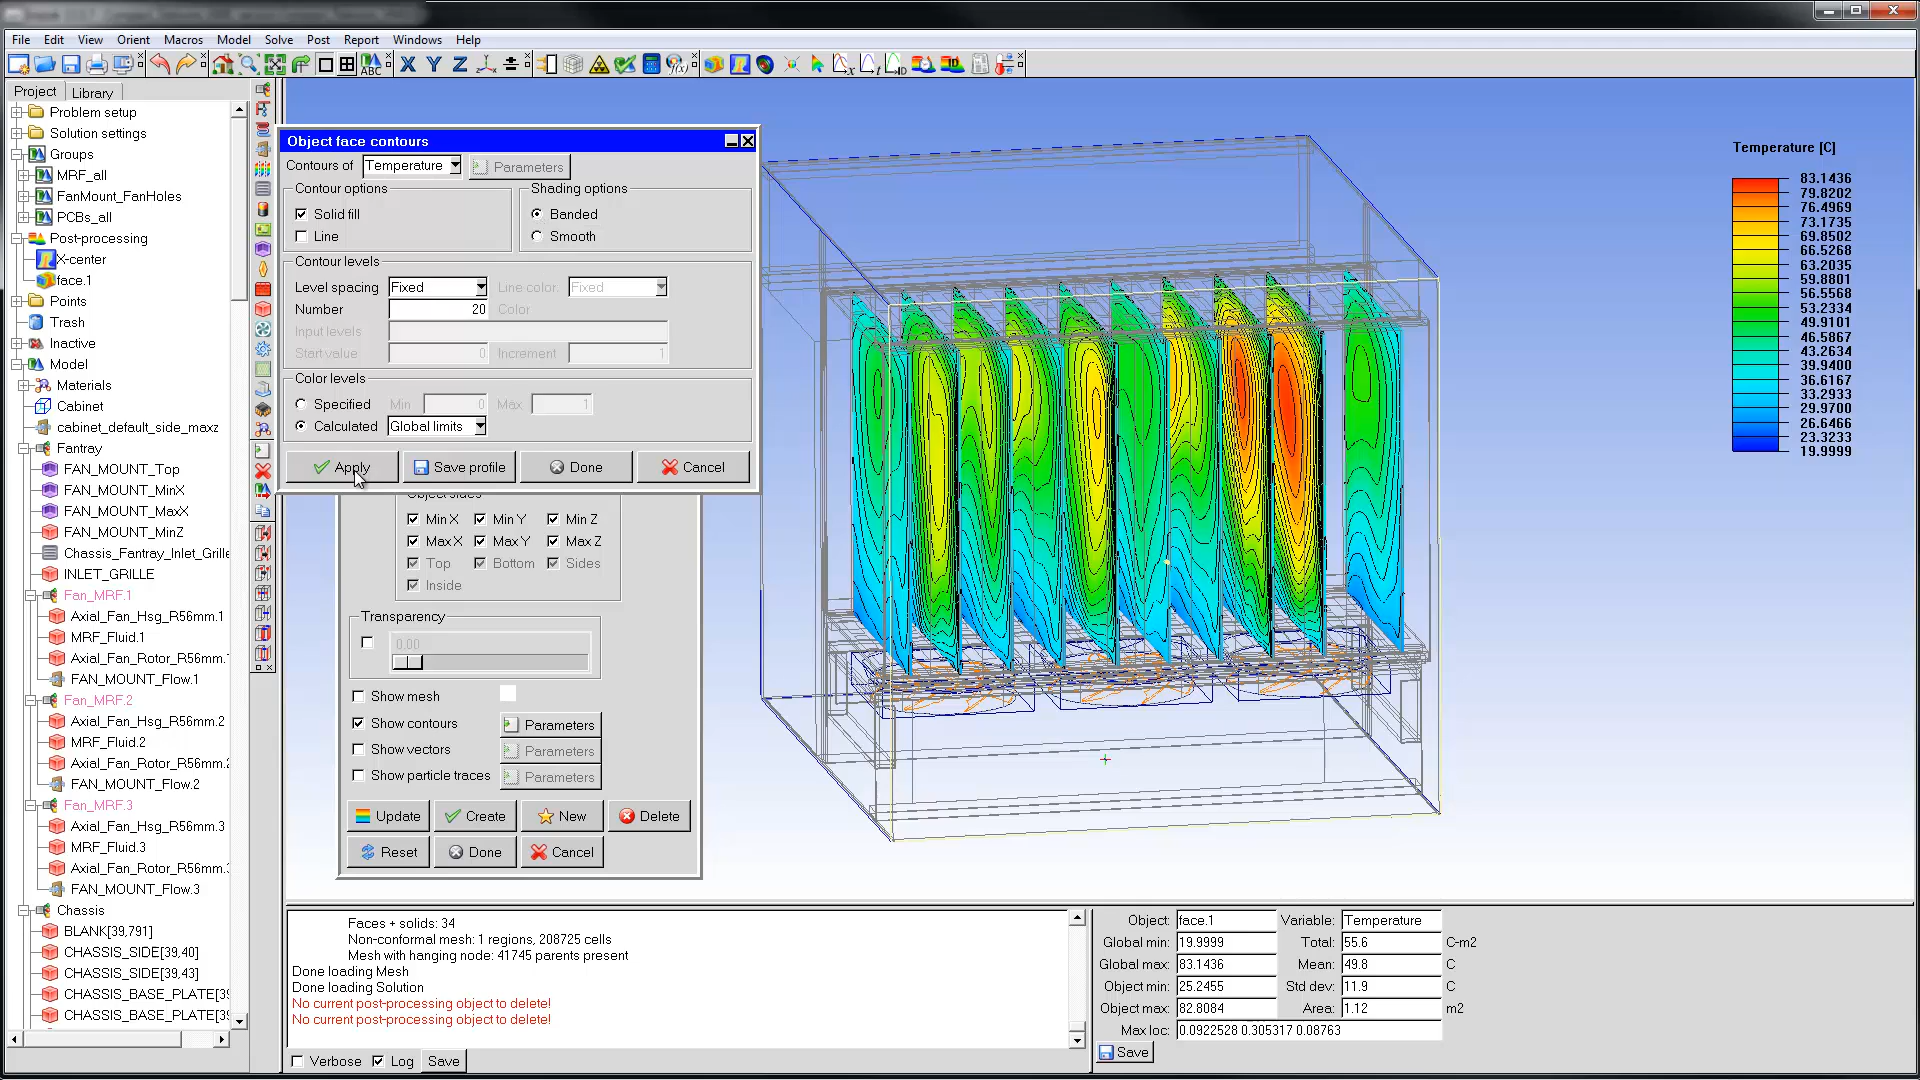 File Edit View Orient Macros Model Solve Post Report Windows Help
ABC X Y Z
Project Library
Problem setup
Solution settings
Groups
MRF_all
FanMount_FanHoles
PCBs_all
Post-processing
X-center
face.1
Points
Trash
Inactive
Model
Materials
Cabinet
cabinet_default_side_maxz
Fantray
FAN_MOUNT_Top
FAN_MOUNT_MinX
FAN_MOUNT_MaxX
FAN_MOUNT_MinZ
Chassis_Fantray_Inlet_Grille
INLET_GRILLE
Fan_MRF.1
Axial_Fan_Hsg_R56mm.1
MRF_Fluid.1
Axial_Fan_Rotor_R56mm.
FAN_MOUNT_Flow.1
Fan_MRF.2
Axial_Fan_Hsg_R56mm.2
MRF_Fluid.2
Axial_Fan_Rotor_R56mm.2
FAN_MOUNT_Flow.2
Fan_MRF.3
Axial_Fan_Hsg_R56mm.3
MRF_Fluid.3
Axial_Fan_Rotor_R56mm.3
FAN_MOUNT_Flow.3
Chassis
BLANK[39,791]
CHASSIS_SIDE[39,40]
CHASSIS_SIDE[39,43]
CHASSIS_BASE_PLATE[39
CHASSIS_BASE_PLATE[39
Object face contours
Contours of Temperature Parameters
Contour options
Solid fill
Line
Shading options
Banded
Smooth
Contour levels
Level spacing Fixed Line color. Fixed
Number 20 Color
Input levels
Start value 0 Increment 1
Color levels
Specified Min 0 Max 1
Calculated Global limits
Apply Save profile Done Cancel
Object sides
Min X Min Y Min Z
Max X Max Y Max Z
Top Bottom Sides
Inside
Transparency
0.00
Show mesh
Show contours Parameters
Show vectors Parameters
Show particle traces Parameters
Update Create New Delete
Reset Done Cancel
Temperature [C]
83.1436
79.8202
76.4969
73.1735
69.8502
66.5268
63.2035
59.8801
56.5568
53.2334
49.9101
46.5867
43.2634
39.9400
36.6167
33.2933
29.9700
26.6466
23.3233
19.9999
Faces + solids: 34
Non-conformal mesh: 1 regions, 208725 cells
Mesh with hanging node: 41745 parents present
Done loading Mesh
Done loading Solution
No current post-processing object to delete!
No current post-processing object to delete!
Verbose Log Save
Object: face.1 Variable: Temperature
Global min: 19.9999 Total: 55.6 C-m2
Global max: 83.1436 Mean: 49.8 C
Object min: 25.2455 Std dev: 11.9 C
Object max: 82.8084 Area: 1.12 m2
Max loc: 0.0922528 0.305317 0.08763
Save